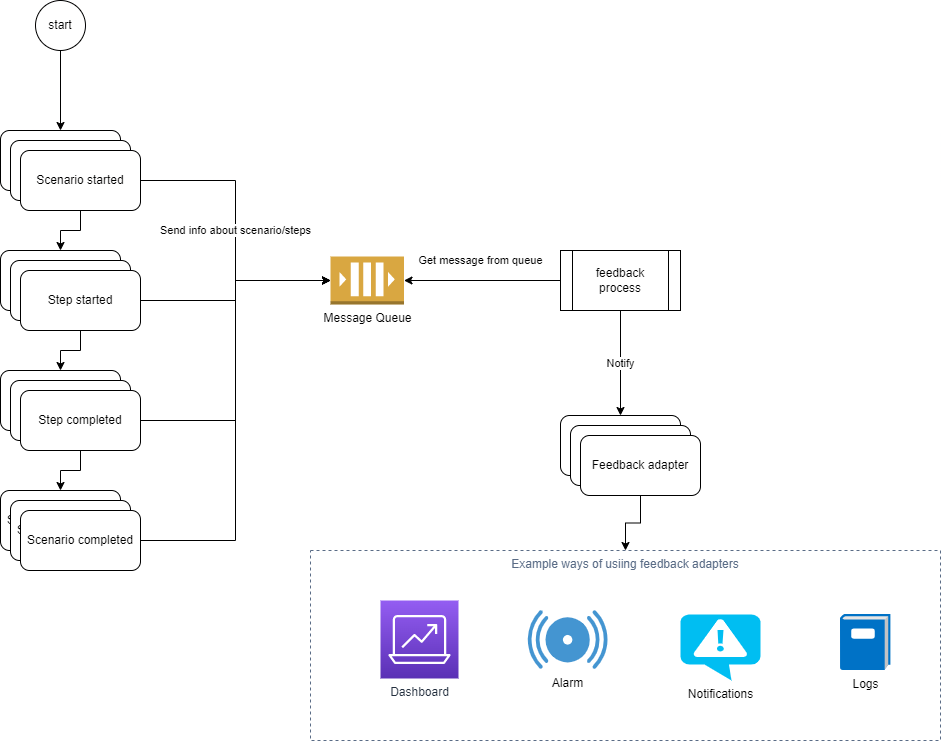 start
Scenario started
Send info about scenario/steps
Step started
Step completed
Scenario completed
Get message from queue
Message Queue
feedback
process
Notify
Feedback adapter
Example ways of usiing feedback adapters
Dashboard
Alarm
Notifications
Logs